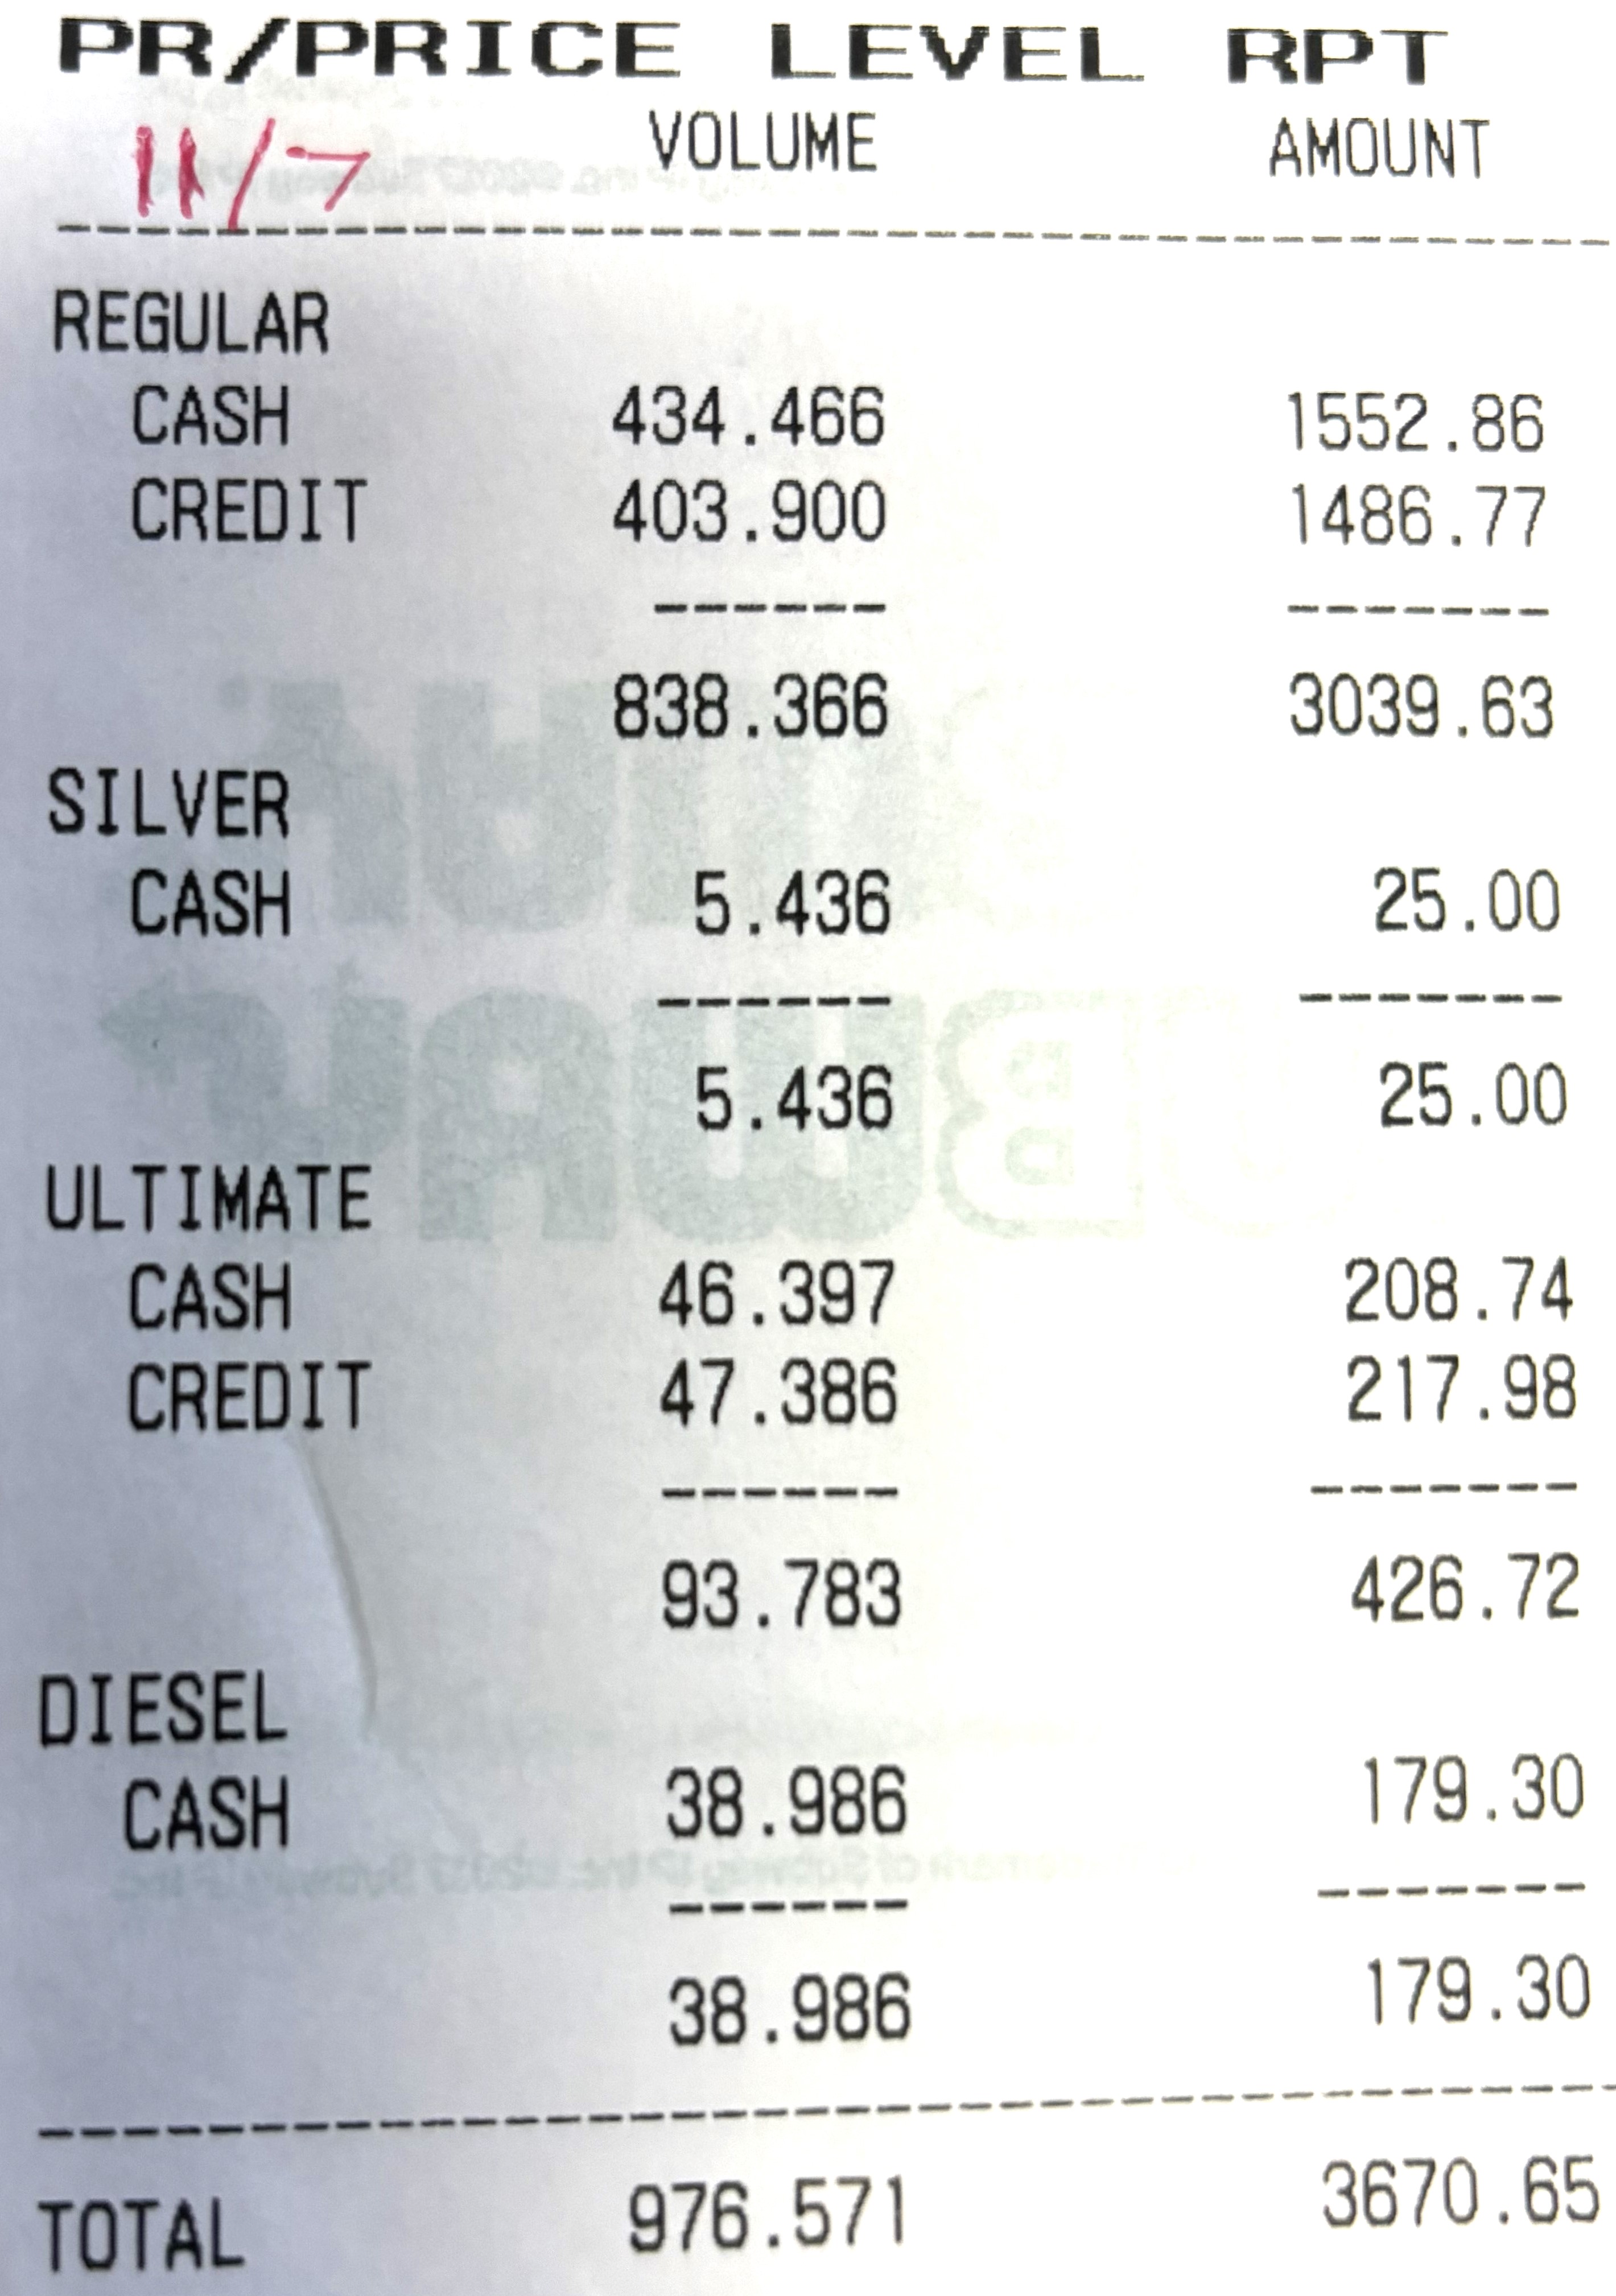 PR/PRICE LEVEL RPT
VOLUME AMOUNT
11/7
REGULAR
CASH 434.466 1552.86
CREDIT 403.900 1486.77
838.366 3039.63
SILVER
CASH 5.436 25.00
5.436 25.00
ULTIMATE
CASH 46.397 208.74
CREDIT 47.386 217.98
93.783 426.72
DIESEL
CASH 38.986 179.30
38.986 179.30
TOTAL 976.571 3670.65